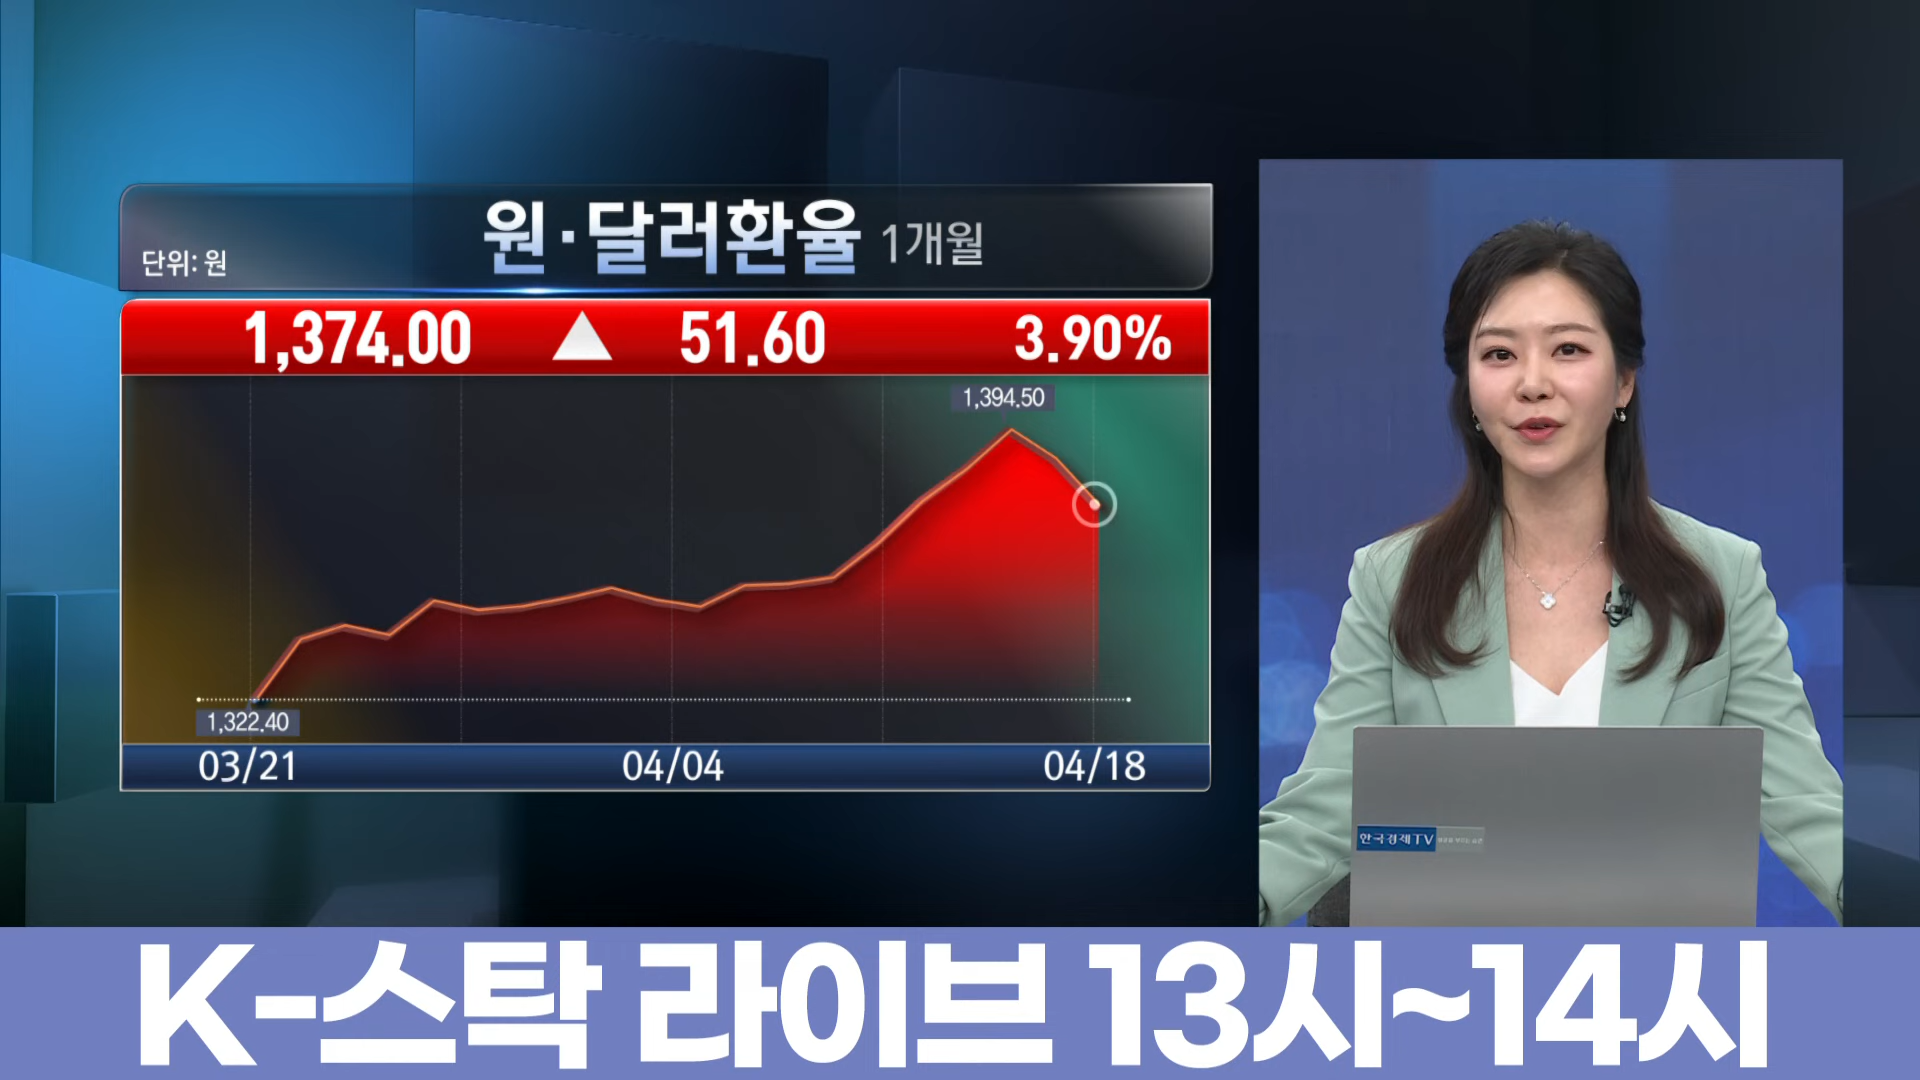 원·달러환율 1개월
단위: 원
1,374.00 ▲ 51.60 3.90%
1,394.50
1,322.40
03/21 04/04 04/18
한국경제TV
K-스탁 라이브 13시~14시